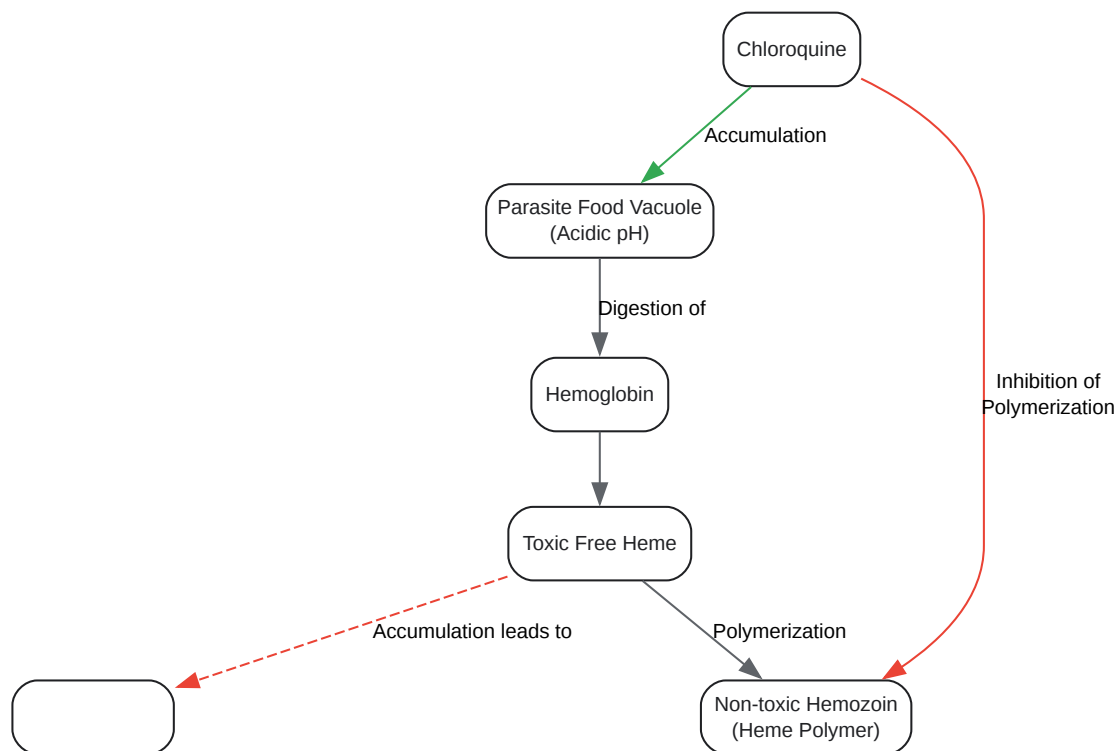 Chloroquine
Accumulation
Parasite Food Vacuole
(Acidic pH)
Digestion of
Hemoglobin
Inhibition of
Polymerization
Toxic Free Heme
Accumulation leads to
Polymerization
Non-toxic Hemozoin
(Heme Polymer)